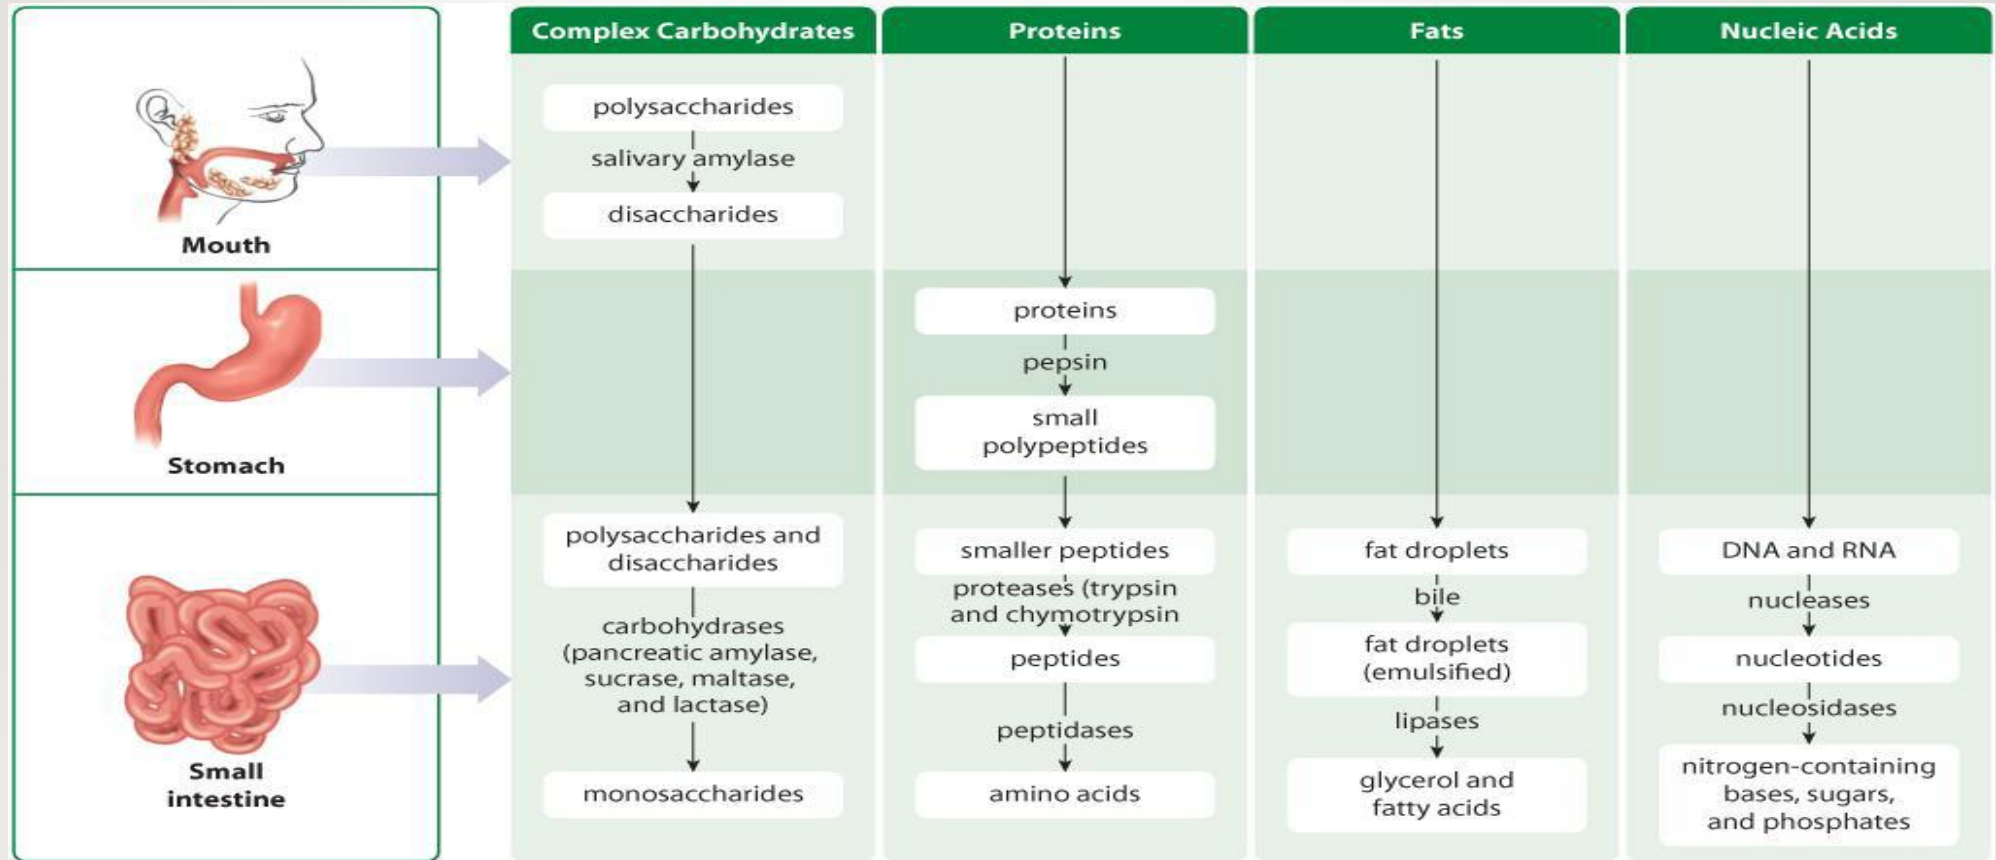 Complex Carbohydrates
Proteins
Fats
Nucleic Acids
Mouth
polysaccharides
salivary amylase
disaccharides
Stomach
proteins
pepsin
small
polypeptides
Small
intestine
polysaccharides and
disaccharides
carbohydrases
(pancreatic amylase,
sucrase, maltase,
and lactase)
monosaccharides
smaller peptides
proteases (trypsin
and chymotrypsin
peptides
peptidases
amino acids
fat droplets
bile
fat droplets
(emulsified)
lipases
glycerol and
fatty acids
DNA and RNA
nucleases
nucleotides
nucleosidases
nitrogen-containing
bases, sugars,
and phosphates